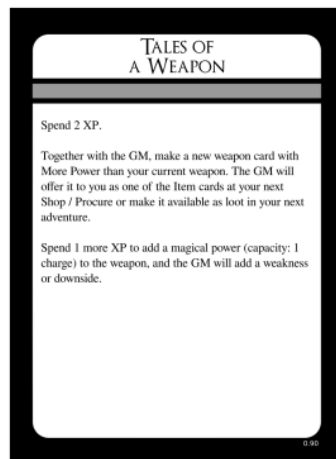 TALES OF
A WEAPON
Spend 2 XP.
Together with the GM, make a new weapon card with
More Power than your current weapon. The GM will
offer it to you as one of the Item cards at your next
Shop / Procure or make it available as loot in your next
adventure.
Spend 1 more XP to add a magical power (capacity: 1
charge) to the weapon, and the GM will add a weakness
or downside.
0.90